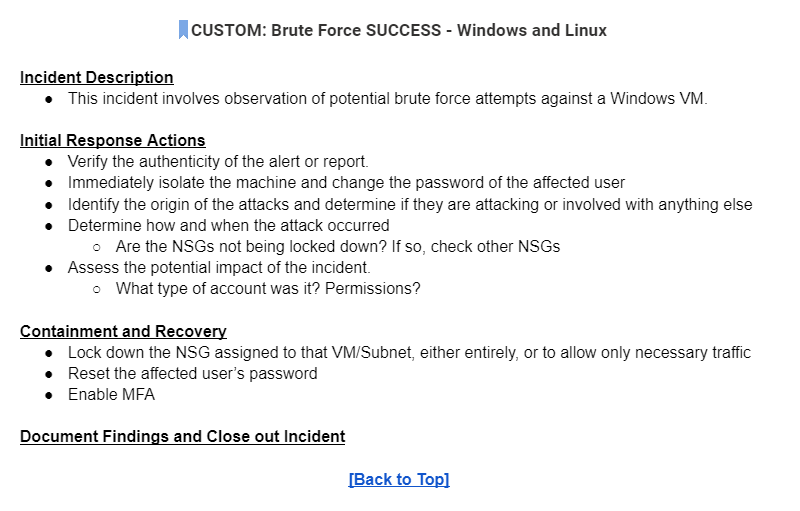 CUSTOM: Brute Force SUCCESS - Windows and Linux
Incident Description
● This incident involves observation of potential brute force attempts against a Windows VM.
Initial Response Actions
● Verify the authenticity of the alert or report.
● Immediately isolate the machine and change the password of the affected user
● Identify the origin of the attacks and determine if they are attacking or involved with anything else
● Determine how and when the attack occurred
○ Are the NSGs not being locked down? If so, check other NSGs
● Assess the potential impact of the incident.
○ What type of account was it? Permissions?
Containment and Recovery
● Lock down the NSG assigned to that VM/Subnet, either entirely, or to allow only necessary traffic
● Reset the affected user’s password
● Enable MFA
Document Findings and Close out Incident
[Back to Top]